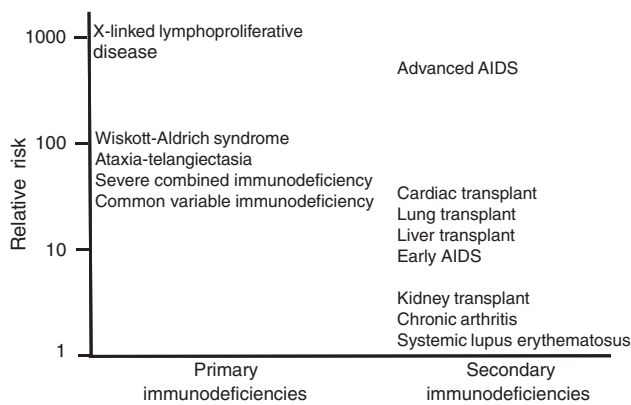 Relative risk
1000
100
10
1
X-linked lymphoproliferative
disease
Wiskott-Aldrich syndrome
Ataxia-telangiectasia
Severe combined immunodeficiency
Common variable immunodeficiency
Advanced AIDS
Cardiac transplant
Lung transplant
Liver transplant
Early AIDS
Kidney transplant
Chronic arthritis
Systemic lupus erythematosus
Primary
immunodeficiencies
Secondary
immunodeficiencies